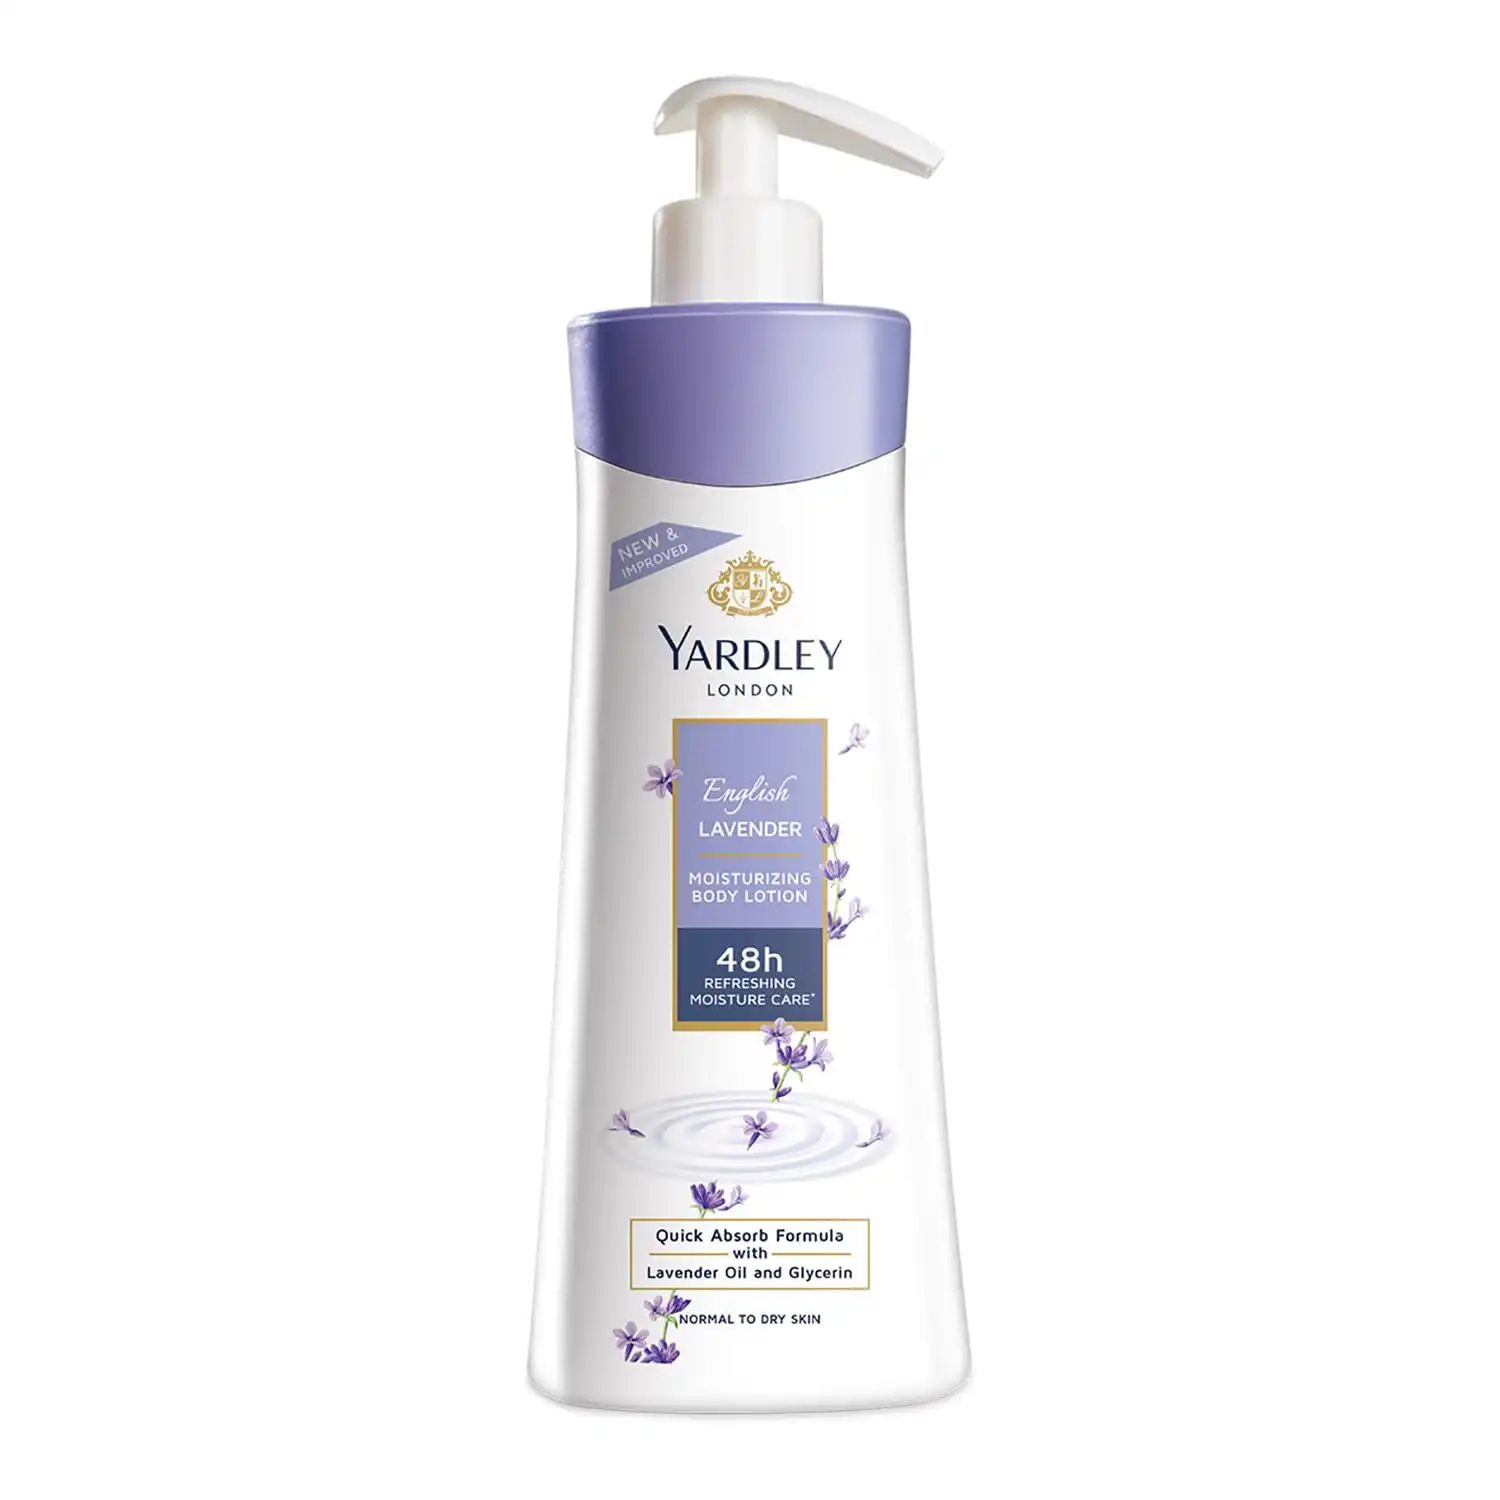 NEW &
IMPROVED
YARDLEY
LONDON
English
LAVENDER
MOISTURIZING
BODY LOTION
48h
REFRESHING
MOISTURE CARE*
Quick Absorb Formula
with
Lavender Oil and Glycerin
NORMAL TO DRY SKIN